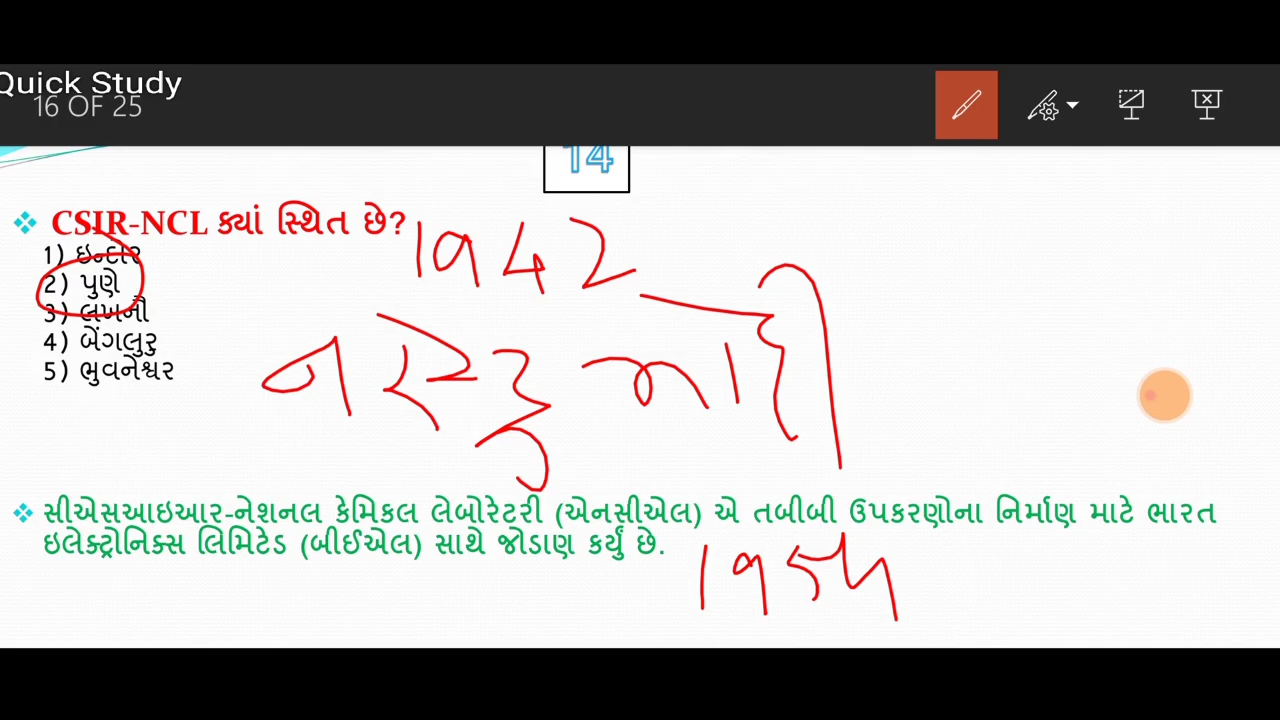 Quick Study
16 OF 25
14
CSIR-NCL ક્યાં સ્થિત છે?
1942
1) ઇન્દોર
2) પુણે
3) લખનૌ
4) બેંગલુરુ
5) ભુવનેશ્વર
સીએસઆઇઆર-નેશનલ કેમિકલ લેબોરેટરી (એનસીએલ) એ તબીબી ઉપકરણોના નિર્માણ માટે ભારત
ઇલેક્ટ્રોનિક્સ લિમિટેડ (બીઈએલ) સાથે જોડાણ કર્યું છે.